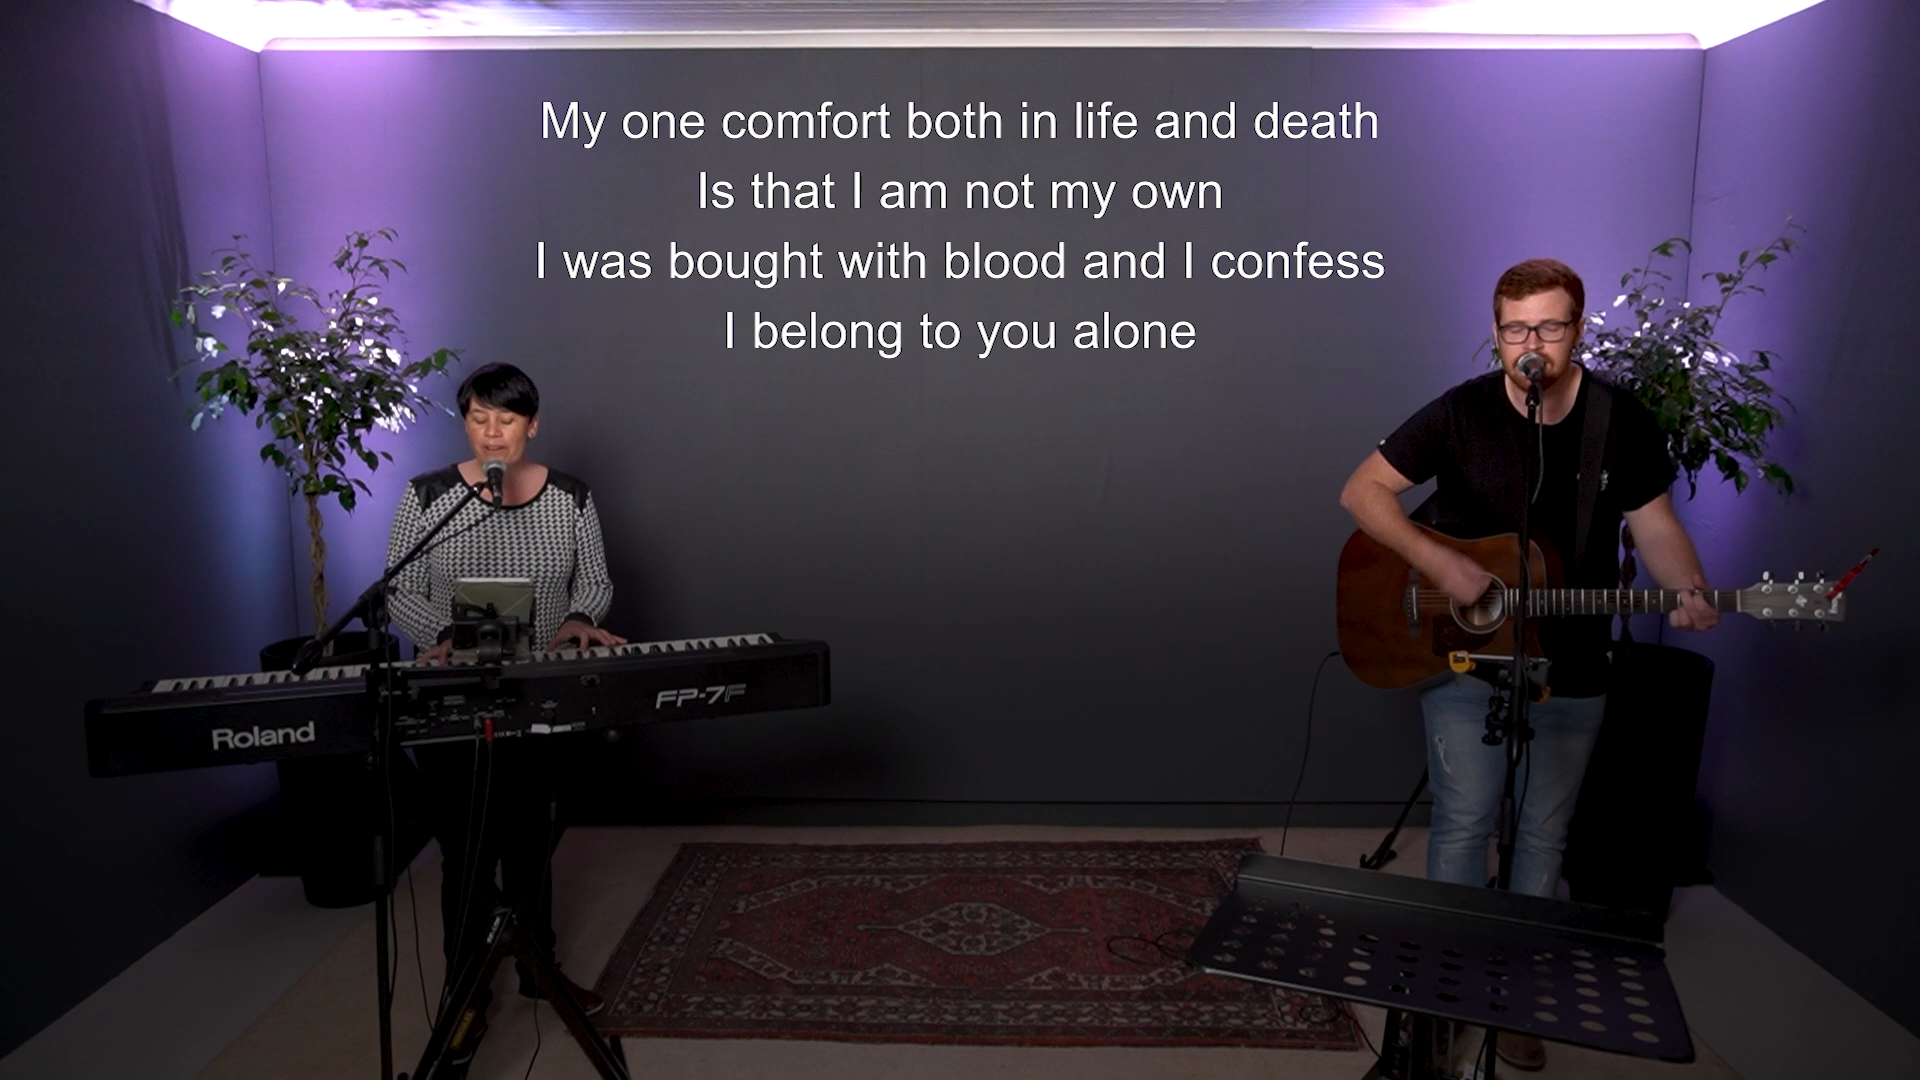 My one comfort both in life and death
Is that I am not my own
I was bought with blood and I confess
I belong to you alone
Roland
FP-7F